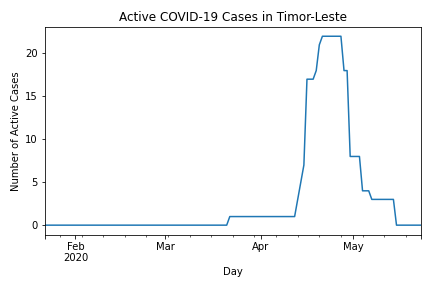 Active COVID-19 Cases in Timor-Leste
Number of Active Cases
20
15
10
5
0
Feb
2020
Mar
Apr
May
Day